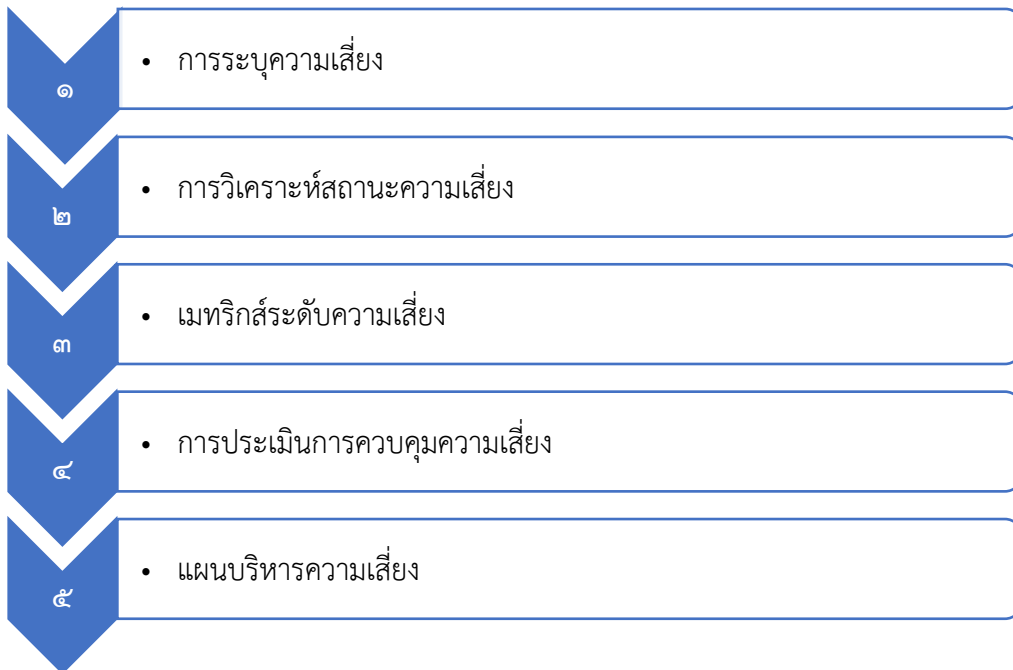 ๑
• การระบุความเสี่ยง
๒
• การวิเคราะห์สถานะความเสี่ยง
๓
• เมทริกส์ระดับความเสี่ยง
๔
• การประเมินการควบคุมความเสี่ยง
๕
• แผนบริหารความเสี่ยง